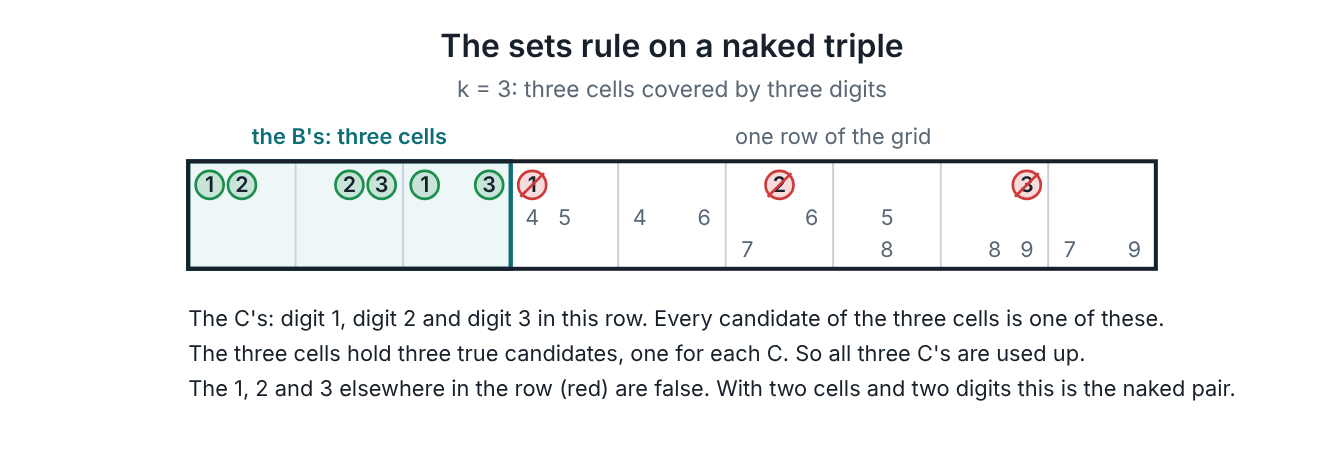 The sets rule on a naked triple
k = 3: three cells covered by three digits
the B's: three cells one row of the grid
1 2 2 3 1 3 1 2 3
4 5 4 6 6 5
7 8 8 9 7 9
The C's: digit 1, digit 2 and digit 3 in this row. Every candidate of the three cells is one of these.
The three cells hold three true candidates, one for each C. So all three C's are used up.
The 1, 2 and 3 elsewhere in the row (red) are false. With two cells and two digits this is the naked pair.